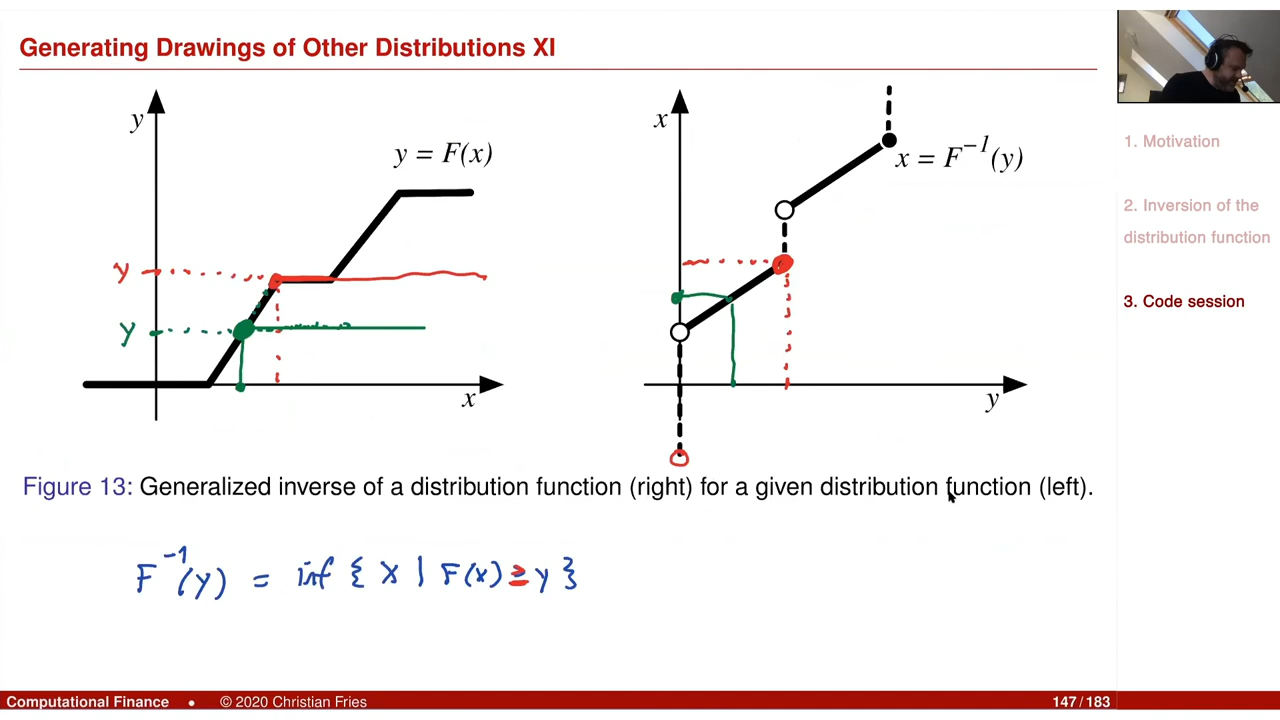 Generating Drawings of Other Distributions XI
y
y = F(x)
y
y
x
x
x = F⁻¹(y)
y
Figure 13: Generalized inverse of a distribution function (right) for a given distribution function (left).
F⁻¹(y) = inf { x | F(x) ≥ y }
1. Motivation
2. Inversion of the
distribution function
3. Code session
Computational Finance • © 2020 Christian Fries
147/183